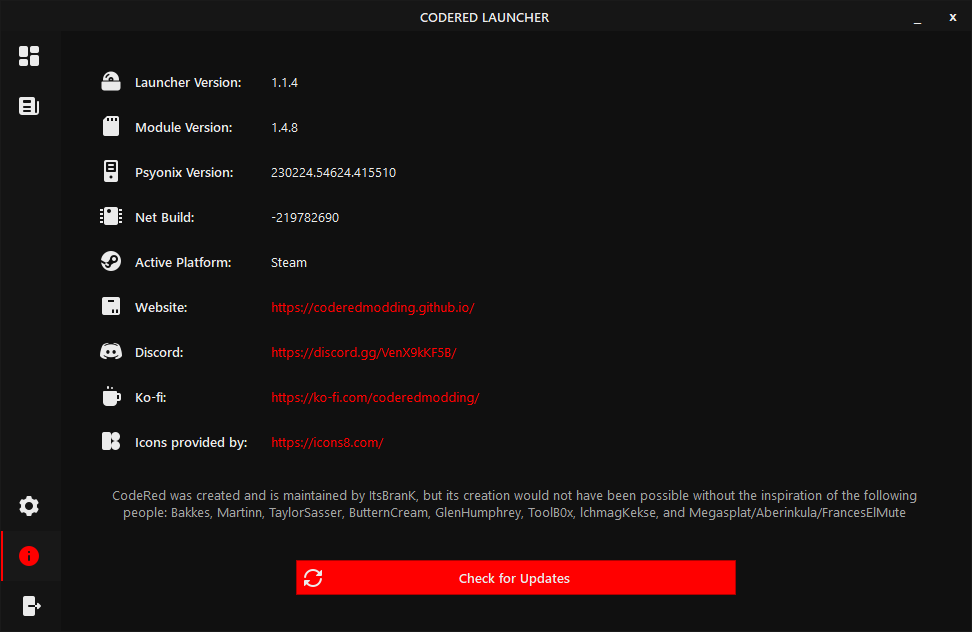 CODERED LAUNCHER
Launcher Version: 1.1.4
Module Version: 1.4.8
Psyonix Version: 230224.54624.415510
Net Build: -219782690
Active Platform: Steam
Website: https://coderedmodding.github.io/
Discord: https://discord.gg/VenX9kKF5B/
Ko-fi: https://ko-fi.com/coderedmodding/
Icons provided by: https://icons8.com/
CodeRed was created and is maintained by ItsBranK, but its creation would not have been possible without the inspiration of the following
people: Bakkes, Martinn, TaylorSasser, ButternCream, GlenHumphrey, ToolB0x, lchmagKekse, and Megasplat/Aberinkula/FrancesElMute
Check for Updates